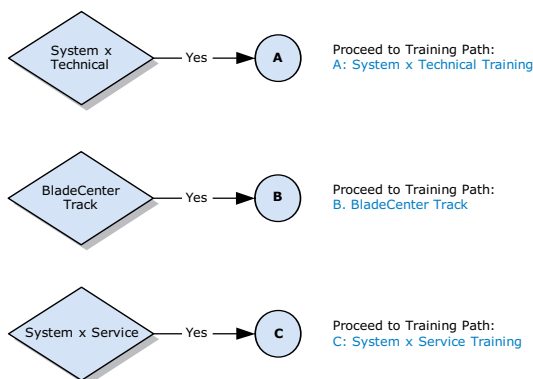 System x
Technical
Yes
A
Proceed to Training Path:
A: System x Technical Training
BladeCenter
Track
Yes
B
Proceed to Training Path:
B. BladeCenter Track
System x Service
Yes
C
Proceed to Training Path:
C: System x Service Training